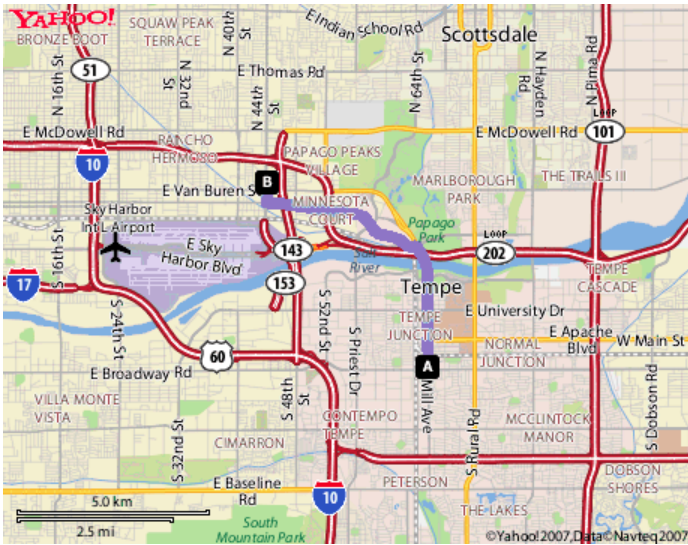 YAHOO!
BRONZE BOOT
SQUAW PEAK
TERRACE
N 40th
St
E Indian School Rd
Scottsdale
N 16th St
51
N 32nd
St
N 44th
St
E Thomas Rd
N 64th St
N Hayden
Rd
N Pima Rd
LOOP
101
E McDowell Rd
E McDowell Rd
10
RANCHO
HERMOSO
PAPAGO PEAKS
VILLAGE
B
E Van Buren S
MINNESOTA
COURT
MARLBOROUGH
PARK
THE TRAILS III
Sky Harbor
Int L Airport
Papago
Park
E Sky
Harbor Blvd
143
Salt
River
LOOP
202
S 16th St
17
153
Tempe
TEMPE
CASCADE
S 24th St
S 52nd St
S Priest Dr
TEMPE
JUNCTION
E University Dr
E Apache
Blvd
W Main St
NORMAL
JUNCTION
60
E Broadway Rd
A
Mill Ave
S 48th
St
VILLA MONTE
VISTA
S 32nd St
CIMARRON
CONTEMPO
TEMPE
S Rural Rd
MCCLINTOCK
MANOR
S Dobson Rd
E Baseline
Rd
10
PETERSON
DOBSON
SHORES
5.0 km
2.5 mi
South
Mountain Park
THE LAKES
©Yahoo!2007,Data©Navteq2007